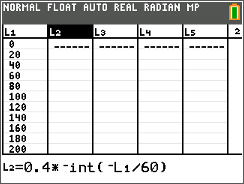 NORMAL FLOAT AUTO REAL RADIAN MP
L1 L2 L3 L4 L5 2
0 ------ ------ ------ ------
20
40
60
80
100
120
140
160
180
200
L2=0.4*-int(-L1/60)